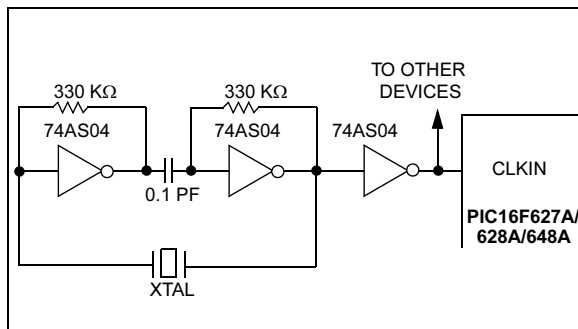 330 KΩ
330 KΩ
TO OTHER
DEVICES
74AS04
74AS04
74AS04
CLKIN
0.1 PF
PIC16F627A/
628A/648A
XTAL